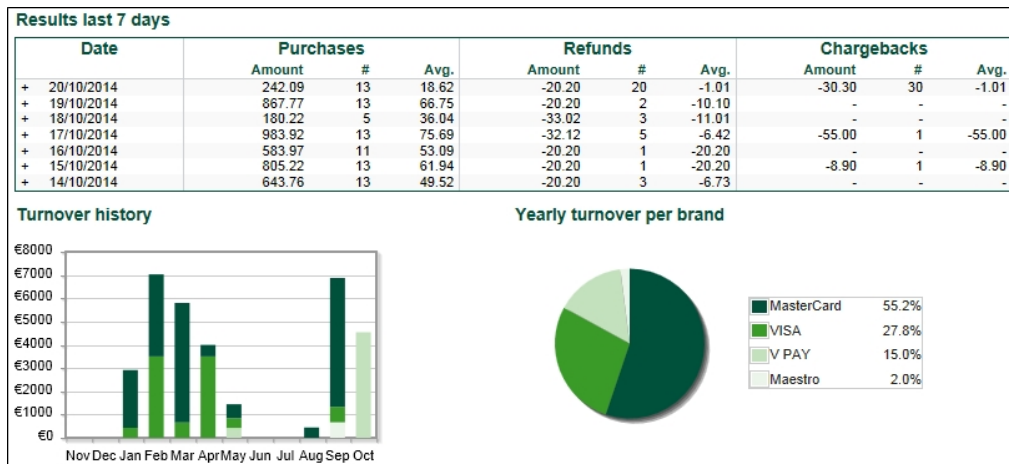 Results last 7 days
Date Purchases Refunds Chargebacks
Amount # Avg. Amount # Avg. Amount # Avg.
+ 20/10/2014 242.09 13 18.62 -20.20 20 -1.01 -30.30 30 -1.01
+ 19/10/2014 867.77 13 66.75 -20.20 2 -10.10 - - -
+ 18/10/2014 180.22 5 36.04 -33.02 3 -11.01 - - -
+ 17/10/2014 983.92 13 75.69 -32.12 5 -6.42 -55.00 1 -55.00
+ 16/10/2014 583.97 11 53.09 -20.20 1 -20.20 - - -
+ 15/10/2014 805.22 13 61.94 -20.20 1 -20.20 -8.90 1 -8.90
+ 14/10/2014 643.76 13 49.52 -20.20 3 -6.73 - - -
Turnover history
€8000
€7000
€6000
€5000
€4000
€3000
€2000
€1000
€0
Nov Dec Jan Feb Mar Apr May Jun Jul Aug Sep Oct
Yearly turnover per brand
MasterCard 55.2%
VISA 27.8%
V PAY 15.0%
Maestro 2.0%